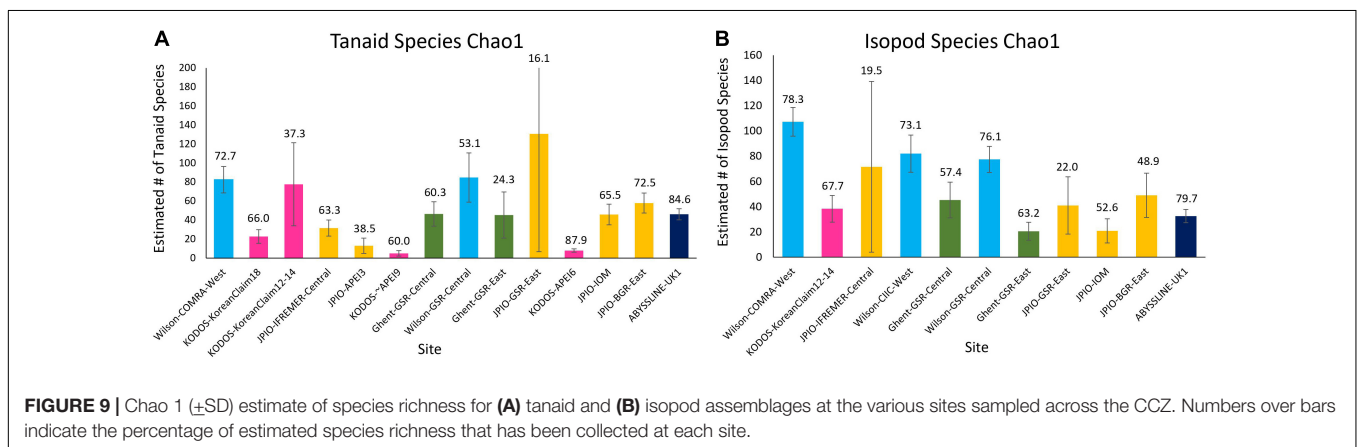 A
Tanaid Species Chao1
Estimated # of Tanaid Species
200
180
160
140
120
100
80
60
40
20
0
72.7
66.0
37.3
63.3
38.5
60.0
60.3
53.1
24.3
16.1
87.9
65.5
72.5
84.6
Wilson-COMRA-West
KODOS-KoreanClaim18
KODOS-KoreanClaim12-14
JPIO-IFREMER-Central
JPIO-APEI3
KODOS-~APEI9
Ghent-GSR-Central
Wilson-GSR-Central
Ghent-GSR-East
JPIO-GSR-East
KODOS-APEI6
JPIO-IOM
JPIO-BGR-East
ABYSSLINE-UK1
Site
B
Isopod Species Chao1
Estimated # of Isopod Species
160
140
120
100
80
60
40
20
0
78.3
67.7
19.5
73.1
57.4
76.1
63.2
22.0
52.6
48.9
79.7
Wilson-COMRA-West
KODOS-KoreanClaim12-14
JPIO-IFREMER-Central
Wilson-CIIC-West
Ghent-GSR-Central
Wilson-GSR-Central
Ghent-GSR-East
JPIO-GSR-East
JPIO-IOM
JPIO-BGR-East
ABYSSLINE-UK1
Site
FIGURE 9 | Chao 1 (±SD) estimate of species richness for (A) tanaid and (B) isopod assemblages at the various sites sampled across the CCZ. Numbers over bars
indicate the percentage of estimated species richness that has been collected at each site.